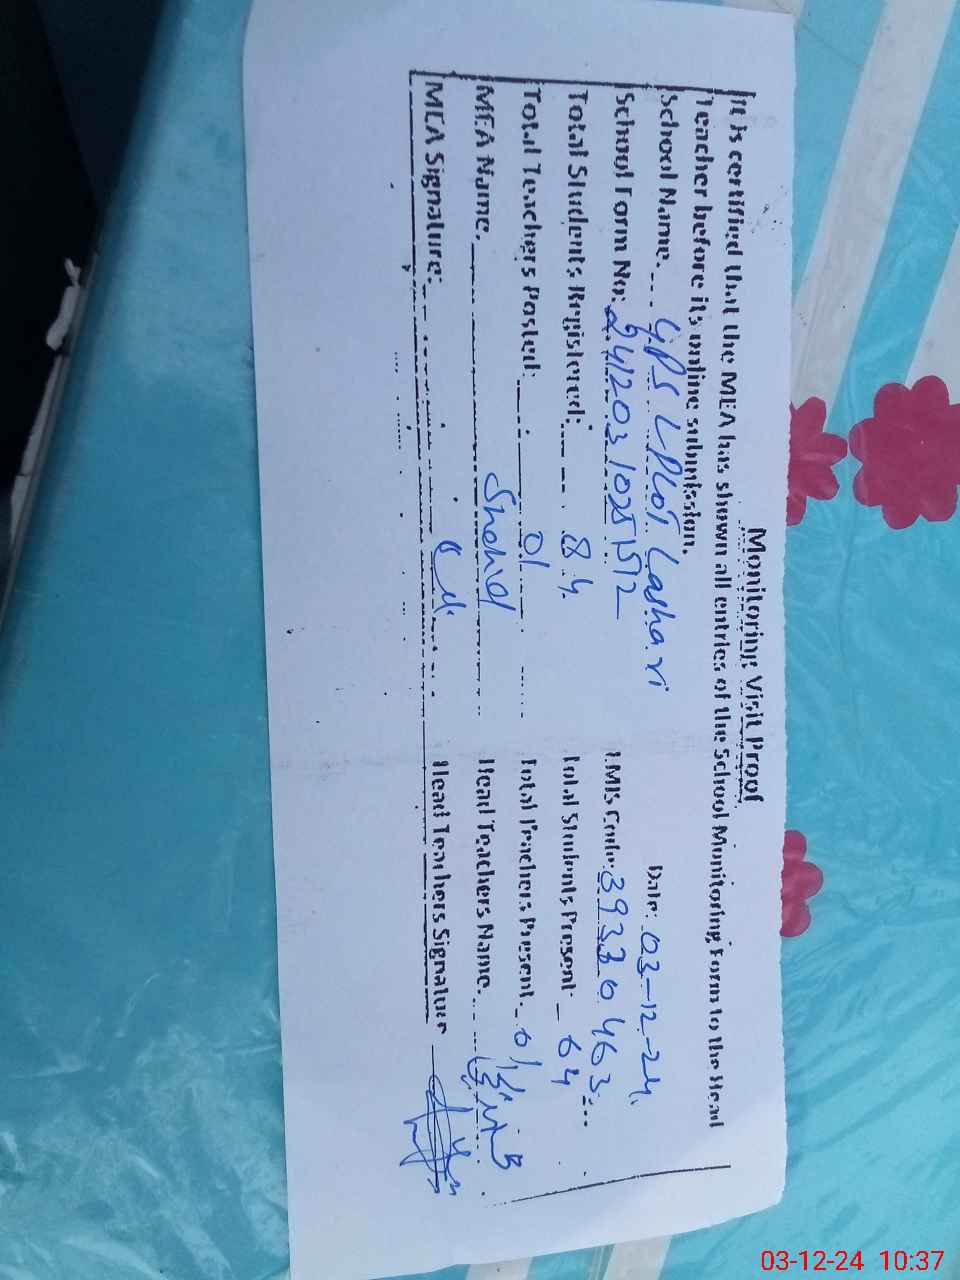 Monitoring Visit Proof
It is certified that the MEA has shown all entries of the School Monitoring Form to the Head
Teacher before its online submission.
Date: 03-12-24.
School Name. GPS LPLOT Lashari
School Form No: 24120310251512 EMIS Code: 393330463
Total Students Registered: 84. Total Students Present 64
Total Teachers Posted: 01 Total Teachers Present. 01
MEA Name. Shahid Head Teachers Name.
MEA Signature: Head Teachers Signature
03-12-24 10:37